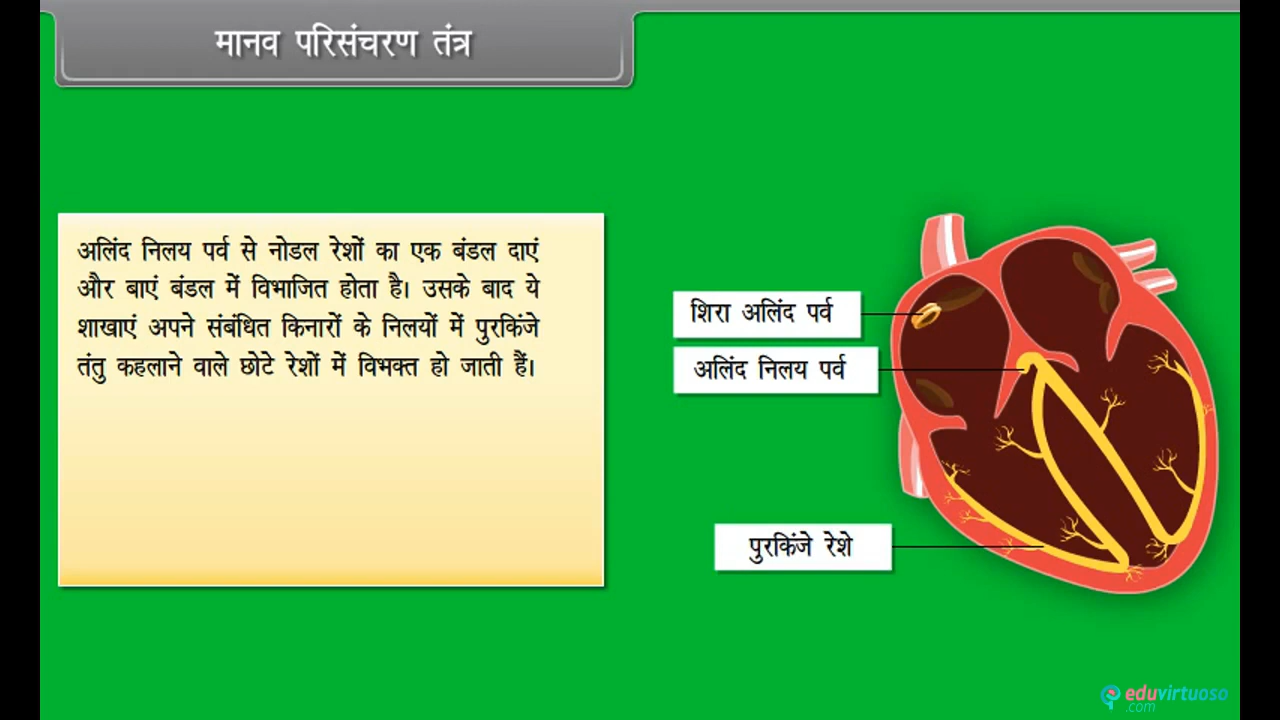 मानव परिसंचरण तंत्र
अलिंद निलय पर्व से नोडल रेशों का एक बंडल दाएं
और बाएं बंडल में विभाजित होता है। उसके बाद ये
शाखाएं अपने संबंधित किनारों के निलयों में पुरकिंजे
तंतु कहलाने वाले छोटे रेशों में विभक्त हो जाती हैं।
शिरा अलिंद पर्व
अलिंद निलय पर्व
पुरकिंजे रेशे
eduvirtuoso
.com